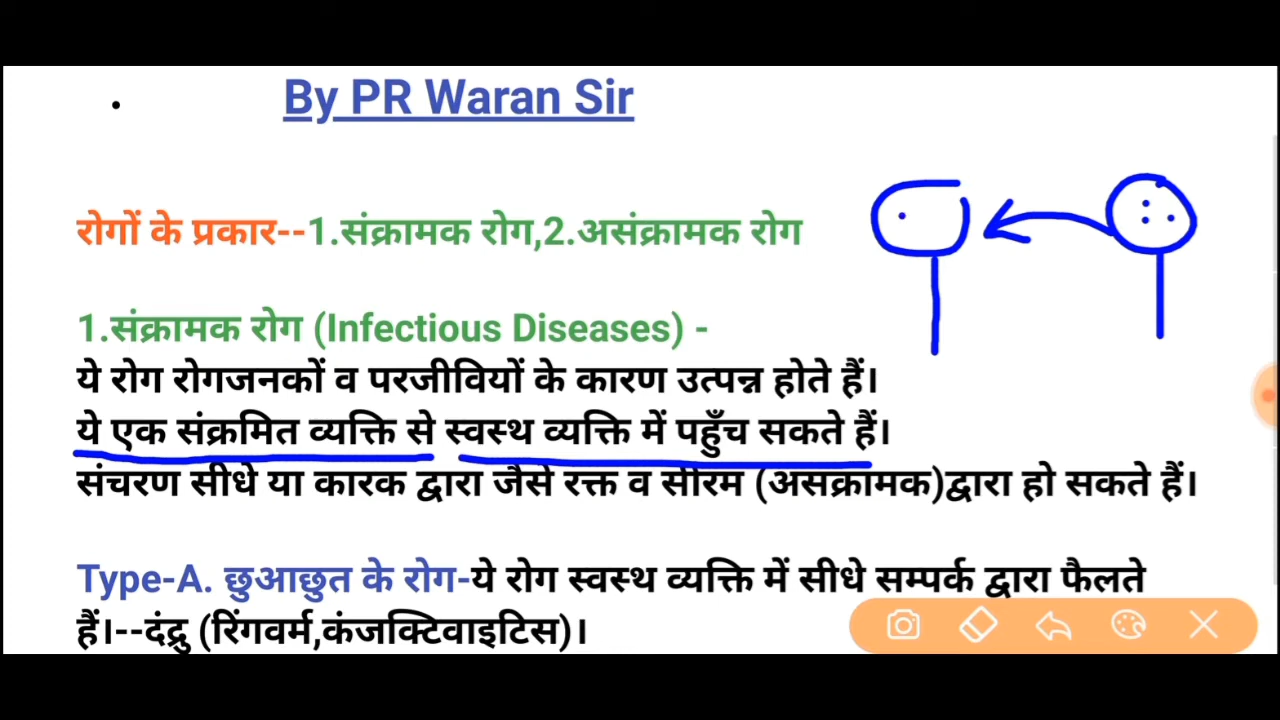 By PR Waran Sir
रोगों के प्रकार--1.संक्रामक रोग,2.असंक्रामक रोग
1.संक्रामक रोग (Infectious Diseases) -
ये रोग रोगजनकों व परजीवियों के कारण उत्पन्न होते हैं।
ये एक संक्रमित व्यक्ति से स्वस्थ व्यक्ति में पहुँच सकते हैं।
संचरण सीधे या कारक द्वारा जैसे रक्त व सीरम (असंक्रामक)द्वारा हो सकते हैं।
Type-A. छुआछुत के रोग-ये रोग स्वस्थ व्यक्ति में सीधे सम्पर्क द्वारा फैलते
हैं।--दंद्रु (रिंगवर्म,कंजक्टिवाइटिस)।